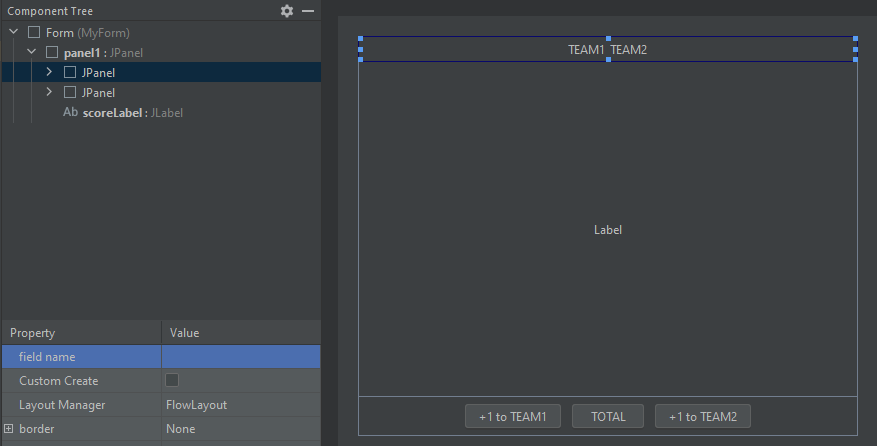 Component Tree
Form (MyForm)
panel1 : JPanel
JPanel
JPanel
Ab scoreLabel : JLabel
Property Value
field name
Custom Create
Layout Manager FlowLayout
border None
TEAM1 TEAM2
Label
+1 to TEAM1 TOTAL +1 to TEAM2